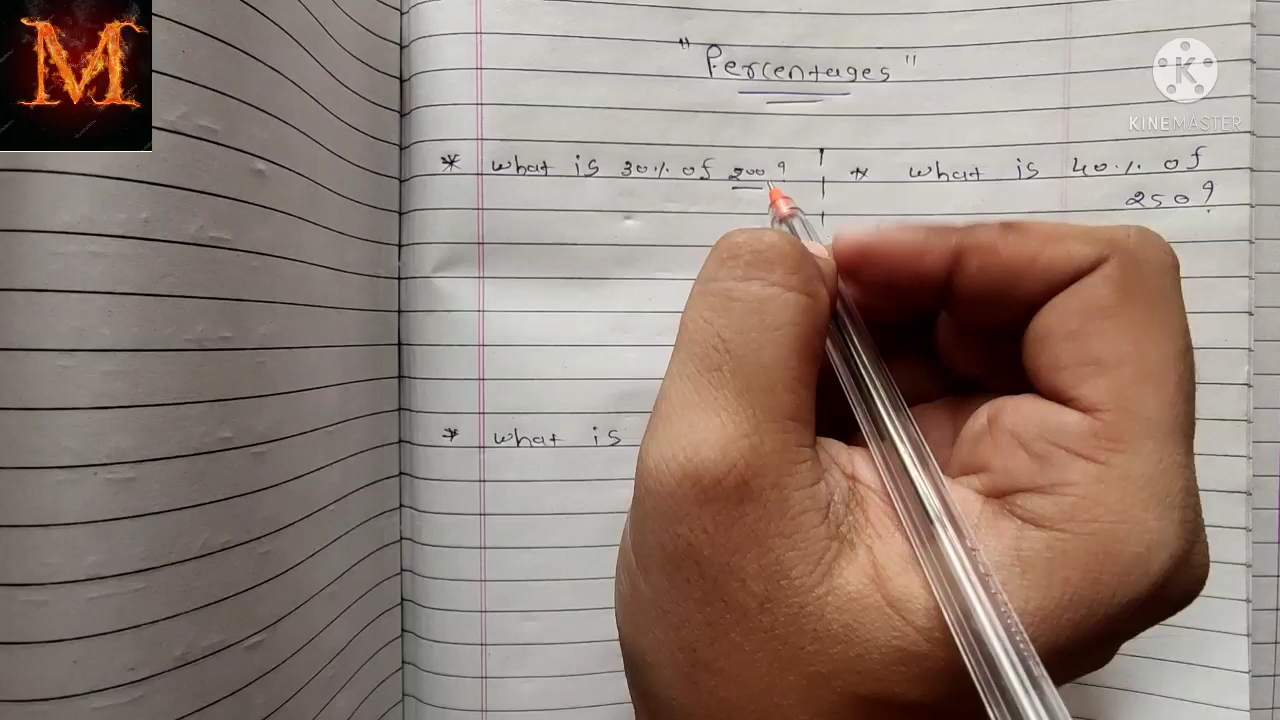 M
" Percentages "
K
KINEMASTER
* what is 30% of 200?
* what is 40% of
250?
* what is